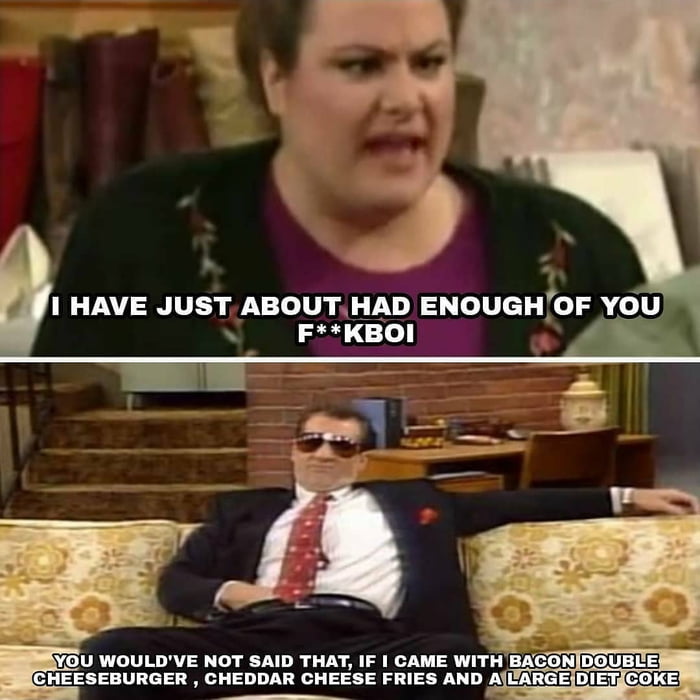 I HAVE JUST ABOUT HAD ENOUGH OF YOU
F**KBOI
YOU WOULD'VE NOT SAID THAT, IF I CAME WITH BACON DOUBLE
CHEESEBURGER , CHEDDAR CHEESE FRIES AND A LARGE DIET COKE